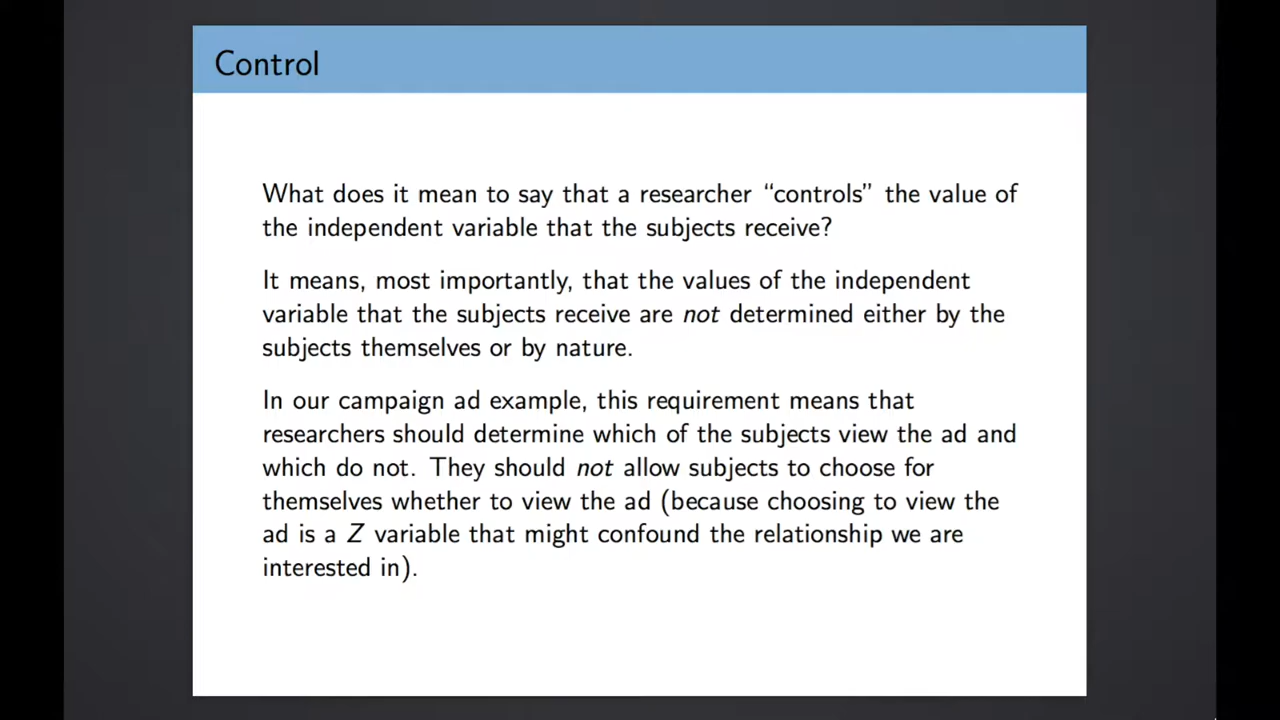 Control
What does it mean to say that a researcher “controls” the value of
the independent variable that the subjects receive?
It means, most importantly, that the values of the independent
variable that the subjects receive are not determined either by the
subjects themselves or by nature.
In our campaign ad example, this requirement means that
researchers should determine which of the subjects view the ad and
which do not. They should not allow subjects to choose for
themselves whether to view the ad (because choosing to view the
ad is a Z variable that might confound the relationship we are
interested in).